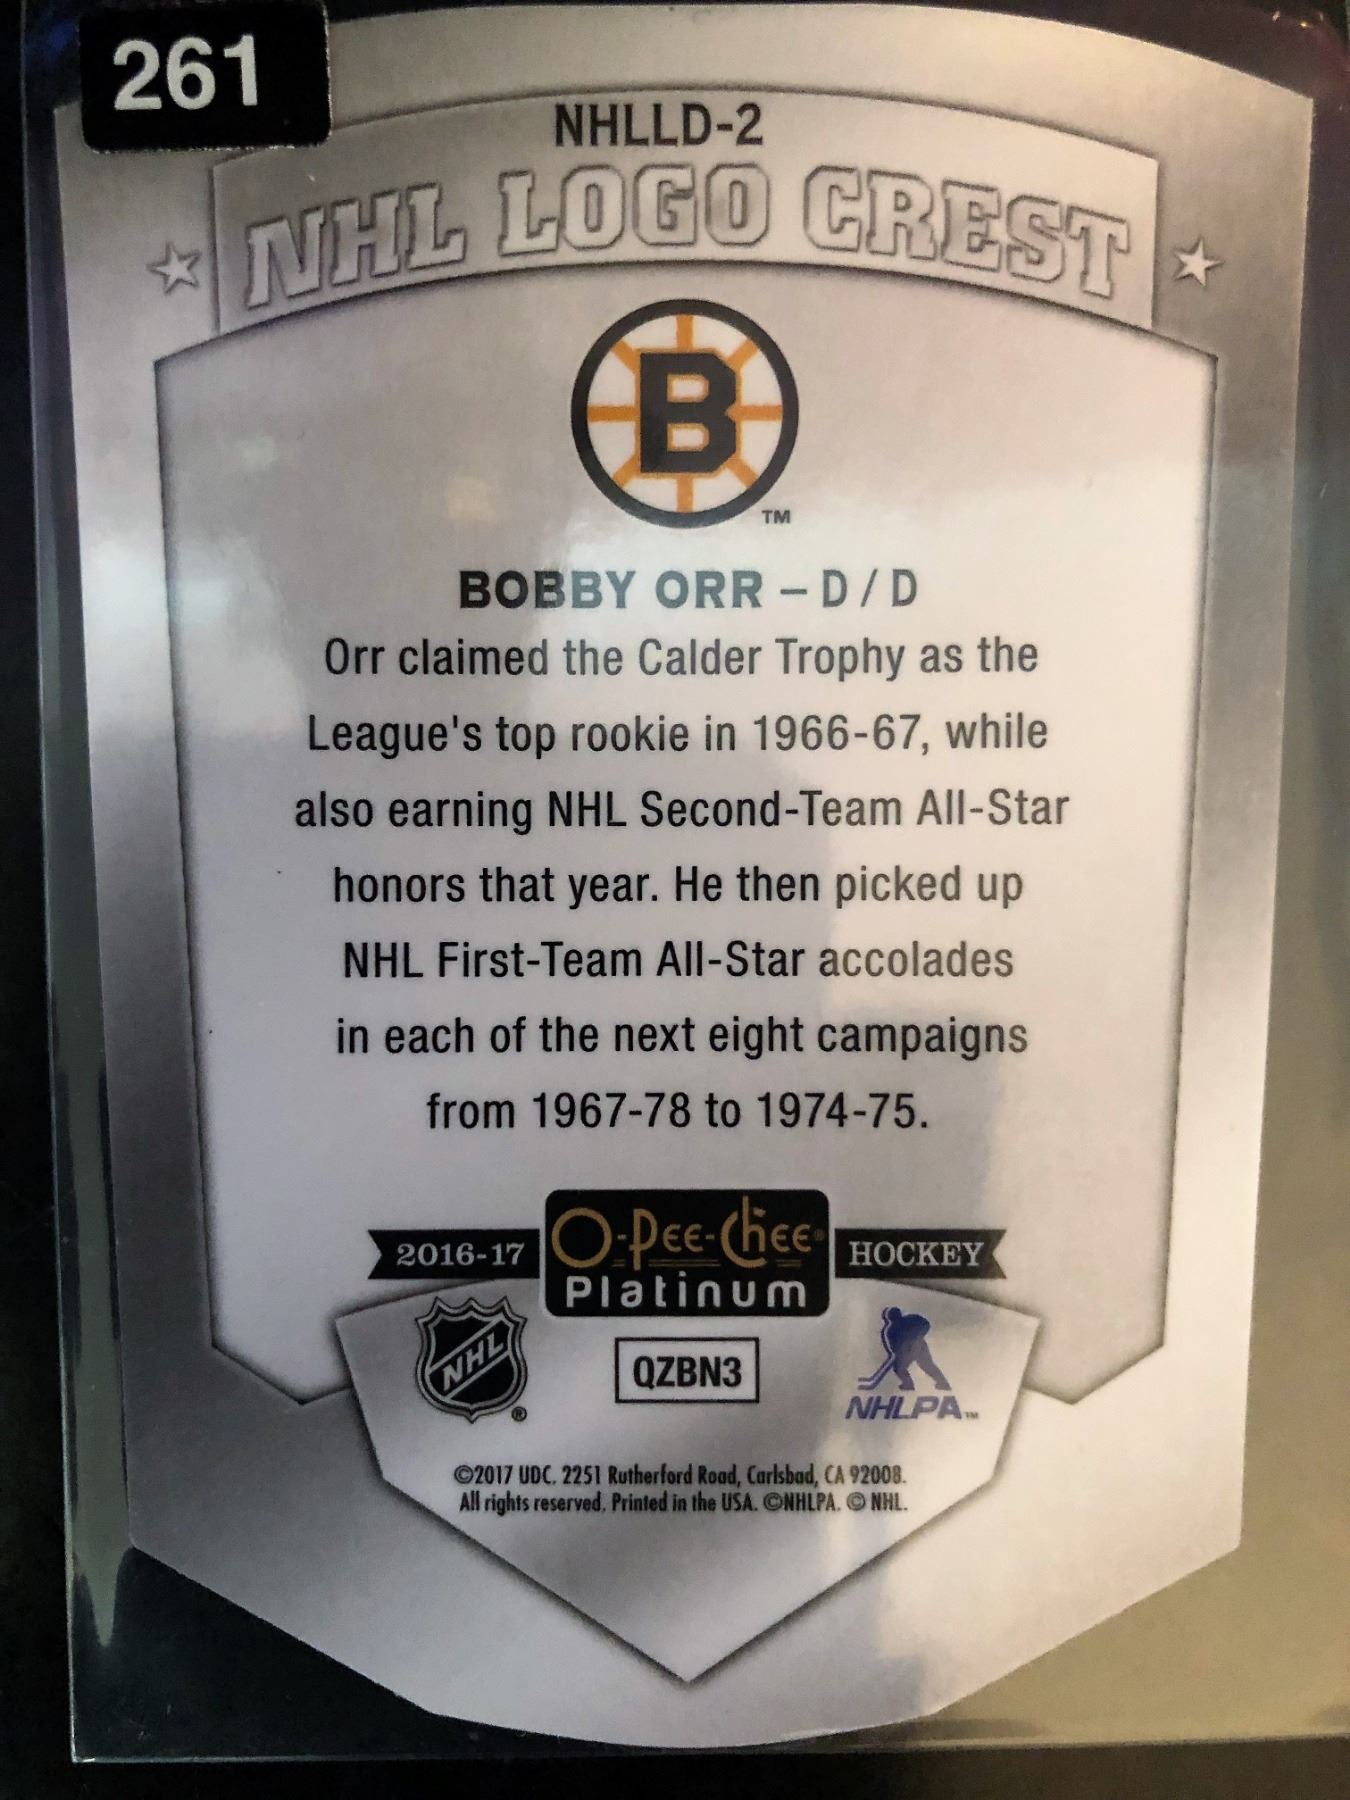 261
NHLLD-2
NHL LOGO CREST
B
TM
BOBBY ORR – D / D
Orr claimed the Calder Trophy as the
League's top rookie in 1966-67, while
also earning NHL Second-Team All-Star
honors that year. He then picked up
NHL First-Team All-Star accolades
in each of the next eight campaigns
from 1967-78 to 1974-75.
2016-17 O-Pee-Chee® HOCKEY
Platinum
NHL ® QZBN3 NHLPA™
©2017 UDC. 2251 Rutherford Road, Carlsbad, CA 92008.
All rights reserved. Printed in the USA. ©NHLPA. © NHL.